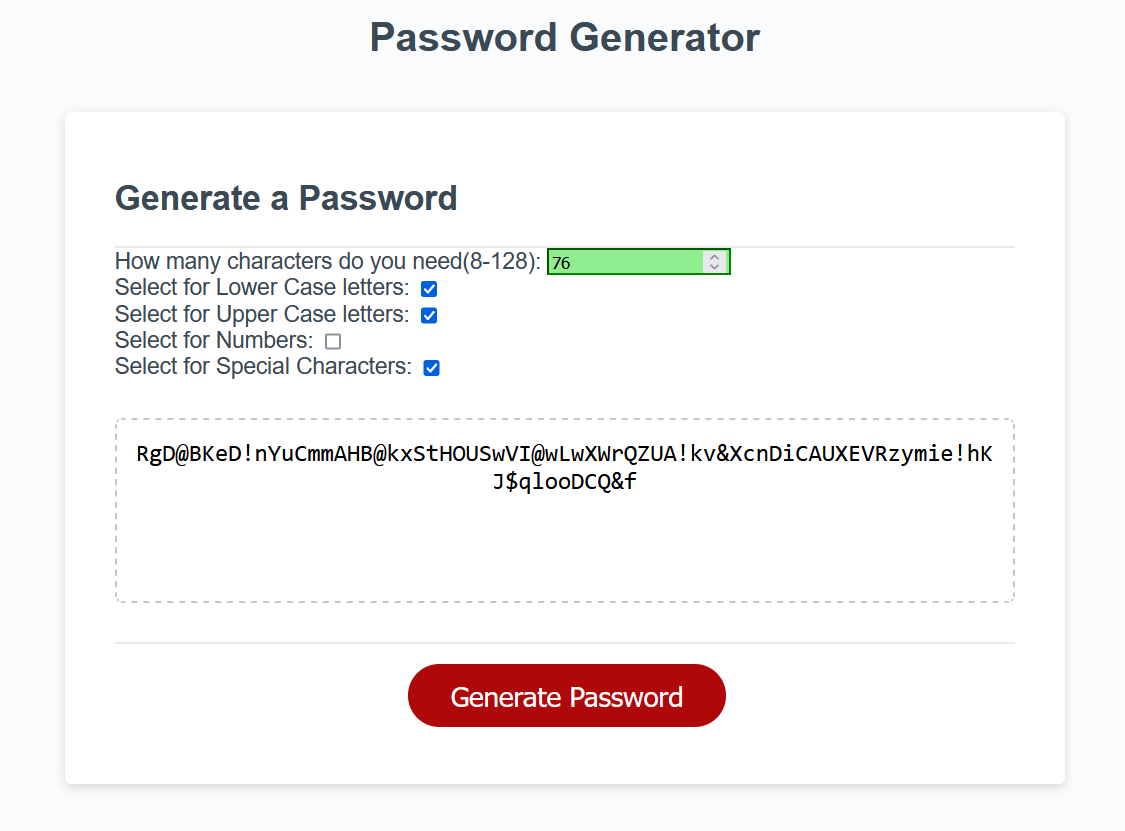 Password Generator
Generate a Password
How many characters do you need(8-128): 76
Select for Lower Case letters:
Select for Upper Case letters:
Select for Numbers:
Select for Special Characters:
RgD@BKeD!nYuCmmAHB@kxStHOUSwVI@wLwXWrQZUA!kv&XcnDiCAUXEVRzymie!hK
J$qlooDCQ&f
Generate Password